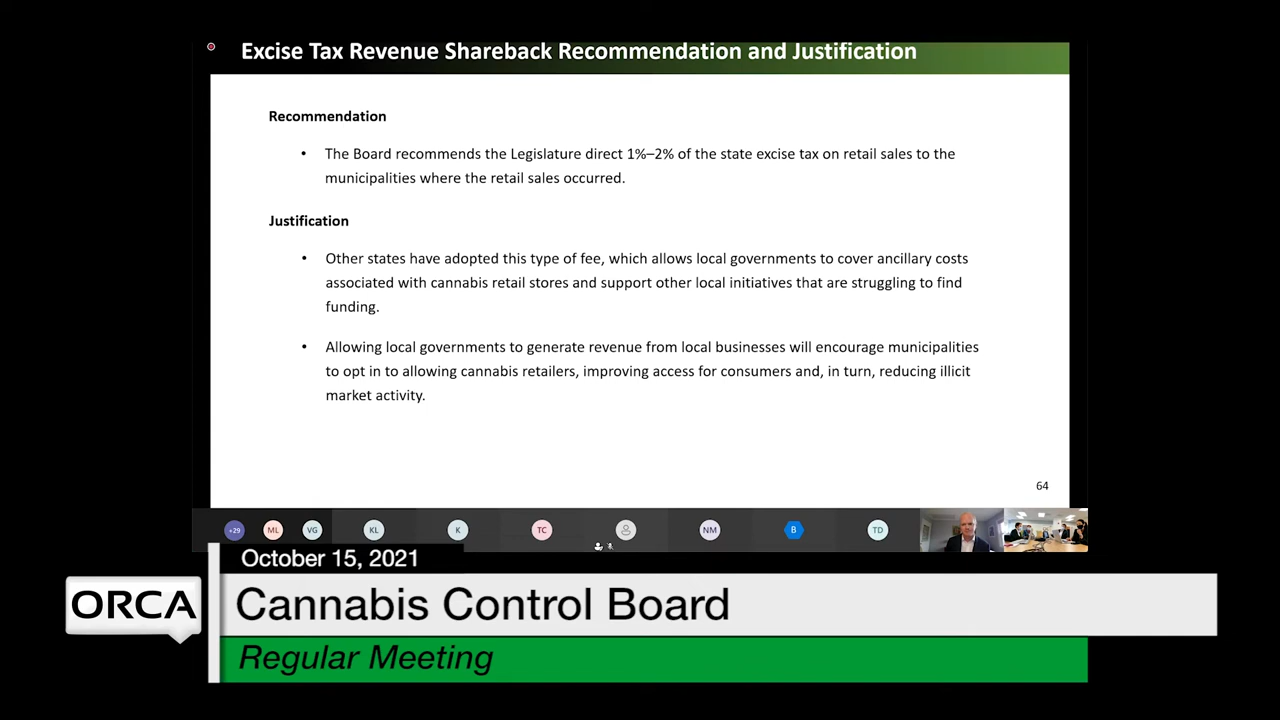 Excise Tax Revenue Shareback Recommendation and Justification
Recommendation
• The Board recommends the Legislature direct 1%–2% of the state excise tax on retail sales to the
municipalities where the retail sales occurred.
Justification
• Other states have adopted this type of fee, which allows local governments to cover ancillary costs
associated with cannabis retail stores and support other local initiatives that are struggling to find
funding.
• Allowing local governments to generate revenue from local businesses will encourage municipalities
to opt in to allowing cannabis retailers, improving access for consumers and, in turn, reducing illicit
market activity.
64
+29 ML VG KL K TC NM B TD
October 15, 2021
ORCA
Cannabis Control Board
Regular Meeting